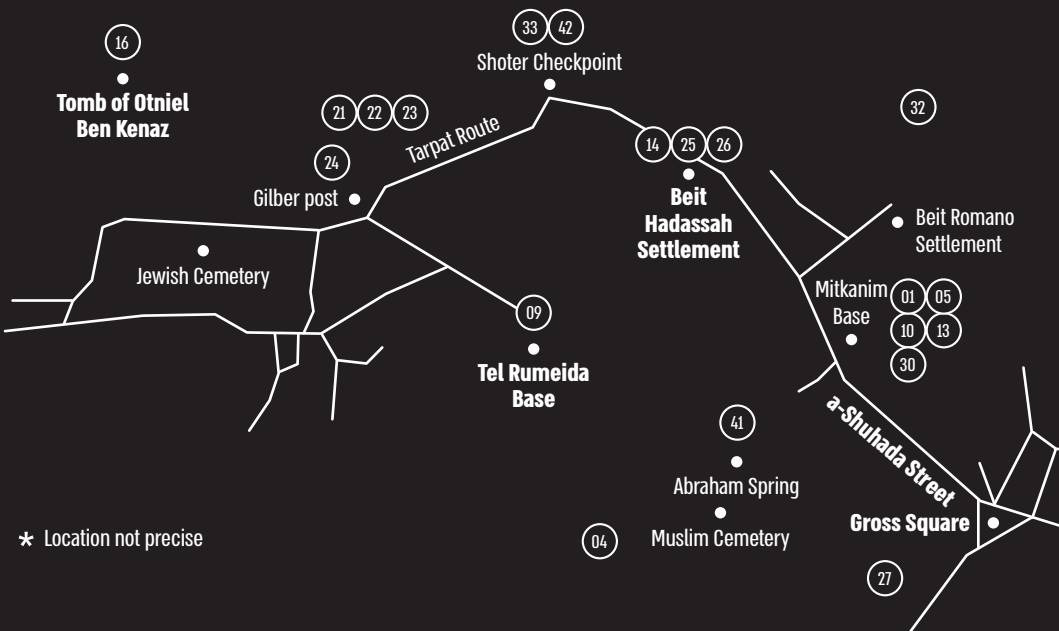 33 42
Shoter Checkpoint
16
Tomb of Otniel
Ben Kenaz
21 22 23
Tarpat Route
32
24
Gilber post
14 25 26
Beit
Hadassah
Settlement
Beit Romano
Settlement
Jewish Cemetery
Mitkanim
Base
01 05
10 13
30
09
Tel Rumeida
Base
a-Shuhada Street
41
Abraham Spring
Muslim Cemetery
04
Gross Square
27
* Location not precise